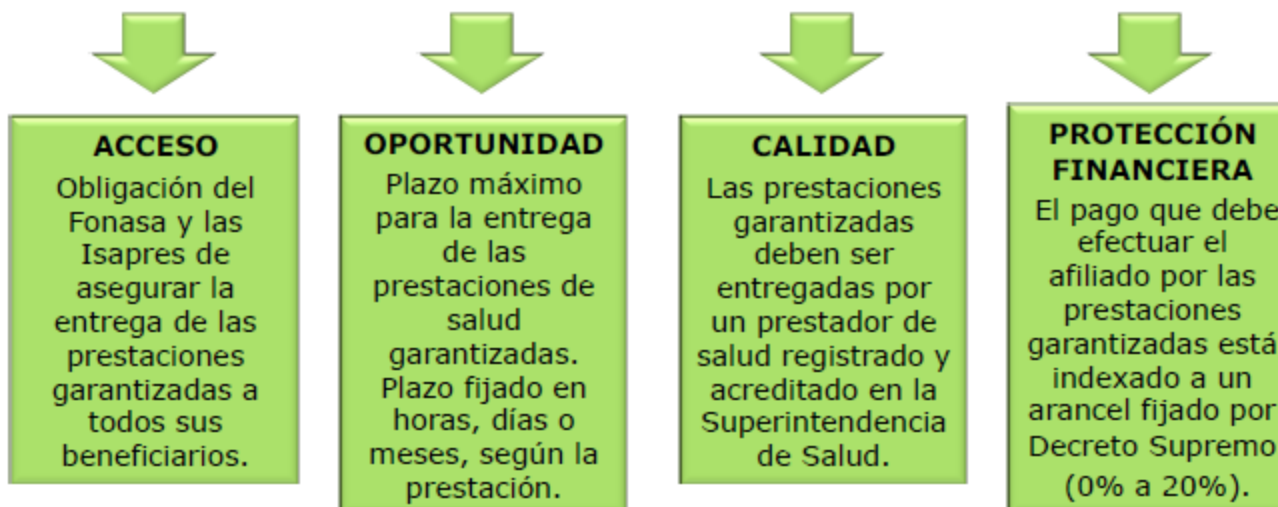 ACCESO
Obligación del
Fonasa y las
Isapres de
asegurar la
entrega de las
prestaciones
garantizadas a
todos sus
beneficiarios.
OPORTUNIDAD
Plazo máximo
para la entrega
de las
prestaciones de
salud
garantizadas.
Plazo fijado en
horas, días o
meses, según la
prestación.
CALIDAD
Las prestaciones
garantizadas
deben ser
entregadas por
un prestador de
salud registrado y
acreditado en la
Superintendencia
de Salud.
PROTECCIÓN
FINANCIERA
El pago que debe
efectuar el
afiliado por las
prestaciones
garantizadas está
indexado a un
arancel fijado por
Decreto Supremo
(0% a 20%).